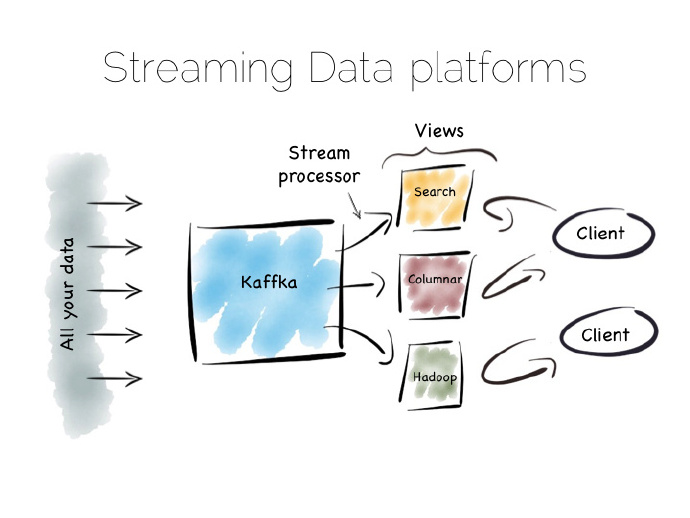 Streaming Data platforms
Views
Stream
processor
Search
All your data
Kaffka
Columnar
Hadoop
Client
Client